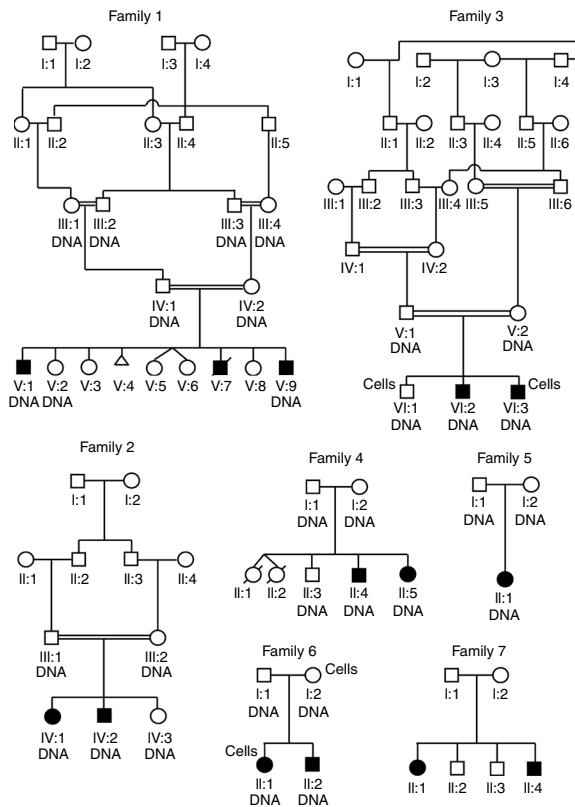 Family 1
I:1 I:2 I:3 I:4
II:1 II:2 II:3 II:4 II:5
III:1 III:2 III:3 III:4
DNA DNA DNA DNA
IV:1 IV:2
DNA DNA
V:1 V:2 V:3 V:4 V:5 V:6 V:7 V:8 V:9
DNA DNA DNA
Family 3
I:1 I:2 I:3 I:4
II:1 II:2 II:3 II:4 II:5 II:6
III:1 III:2 III:3 III:4 III:5 III:6
IV:1 IV:2
V:1 V:2
DNA DNA
Cells Cells
VI:1 VI:2 VI:3
DNA DNA DNA
Family 2
I:1 I:2
II:1 II:2 II:3 II:4
III:1 III:2
DNA DNA
IV:1 IV:2 IV:3
DNA DNA DNA
Family 4
I:1 I:2
DNA DNA
II:1 II:2 II:3 II:4 II:5
DNA DNA DNA
Family 5
I:1 I:2
DNA DNA
II:1
DNA
Family 6
Cells
I:1 I:2
DNA DNA
Cells
II:1 II:2
DNA DNA
Family 7
I:1 I:2
II:1 II:2 II:3 II:4